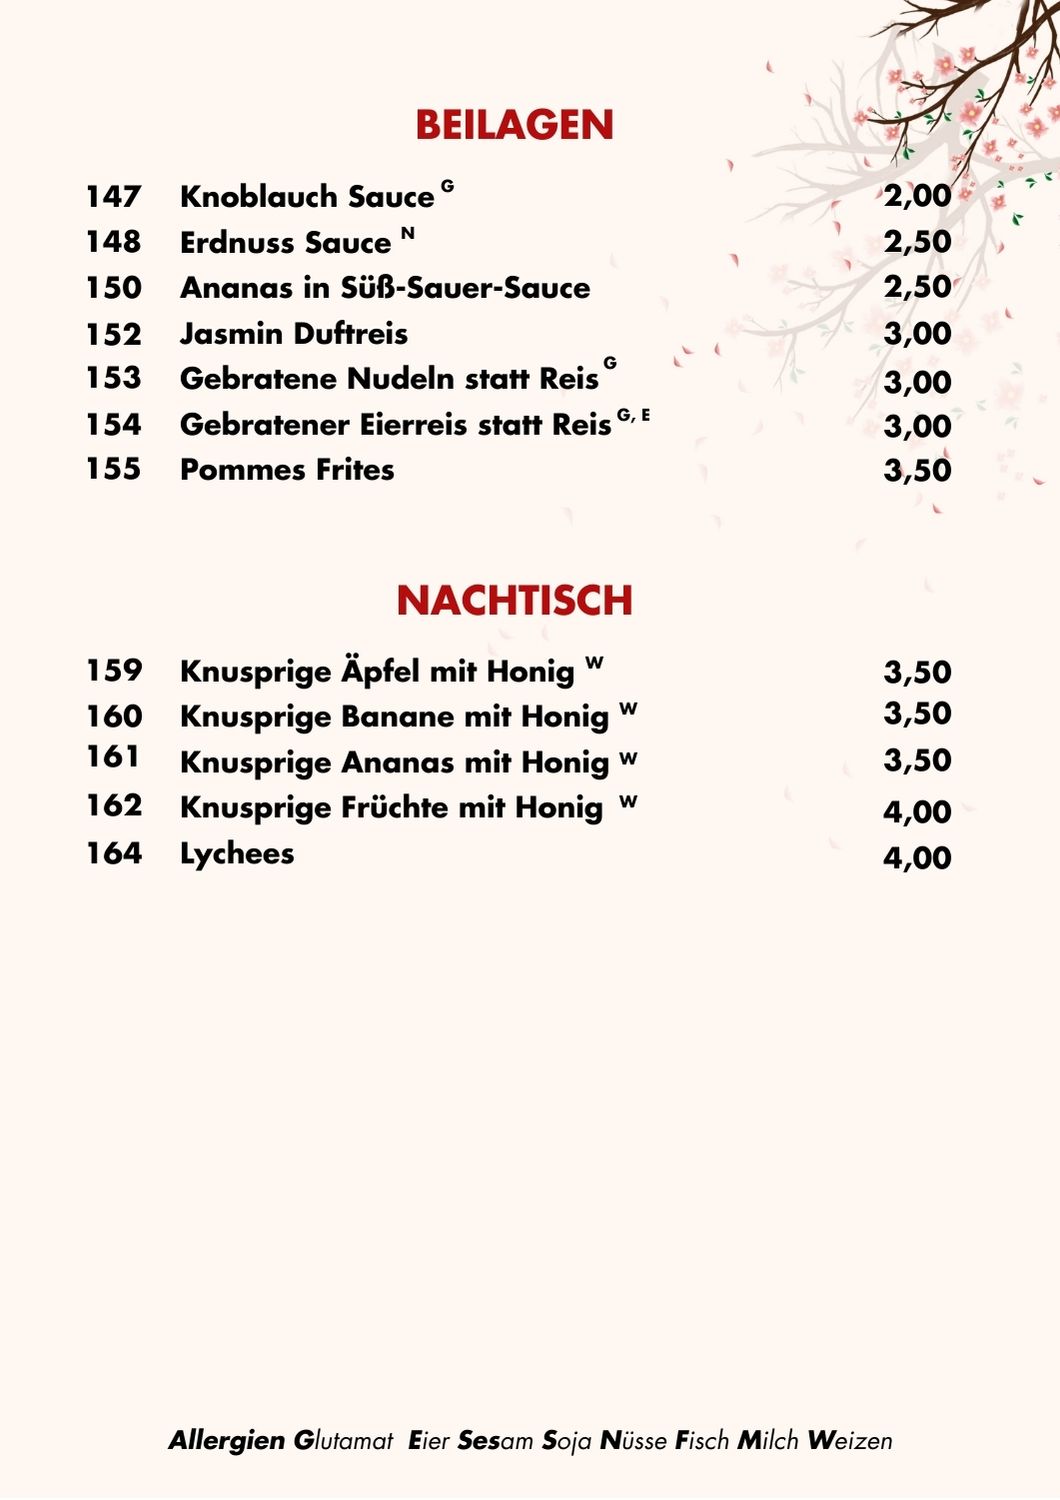 BEILAGEN
147 Knoblauch Sauce G 2,00
148 Erdnuss Sauce N 2,50
150 Ananas in Süß-Sauer-Sauce 2,50
152 Jasmin Duftreis 3,00
153 Gebratene Nudeln statt Reis G 3,00
154 Gebratener Eierreis statt Reis G, E 3,00
155 Pommes Frites 3,50
NACHTISCH
159 Knusprige Äpfel mit Honig W 3,50
160 Knusprige Banane mit Honig W 3,50
161 Knusprige Ananas mit Honig W 3,50
162 Knusprige Früchte mit Honig W 4,00
164 Lychees 4,00
Allergien Glutamat Eier Sesam Soja Nüsse Fisch Milch Weizen